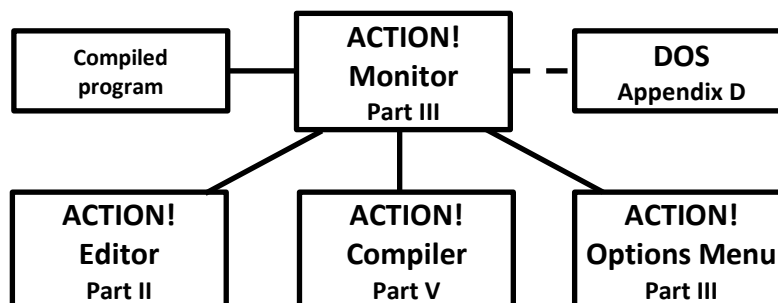 Compiled
program
ACTION!
Monitor
Part III
DOS
Appendix D
ACTION!
Editor
Part II
ACTION!
Compiler
Part V
ACTION!
Options Menu
Part III